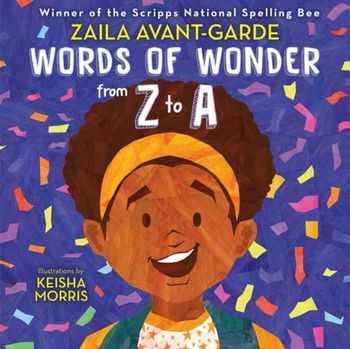 Winner of the Scripps National Spelling Bee
ZAILA AVANT-GARDE
WORDS OF WONDER
from Z to A
Illustrations by
KEISHA
MORRIS